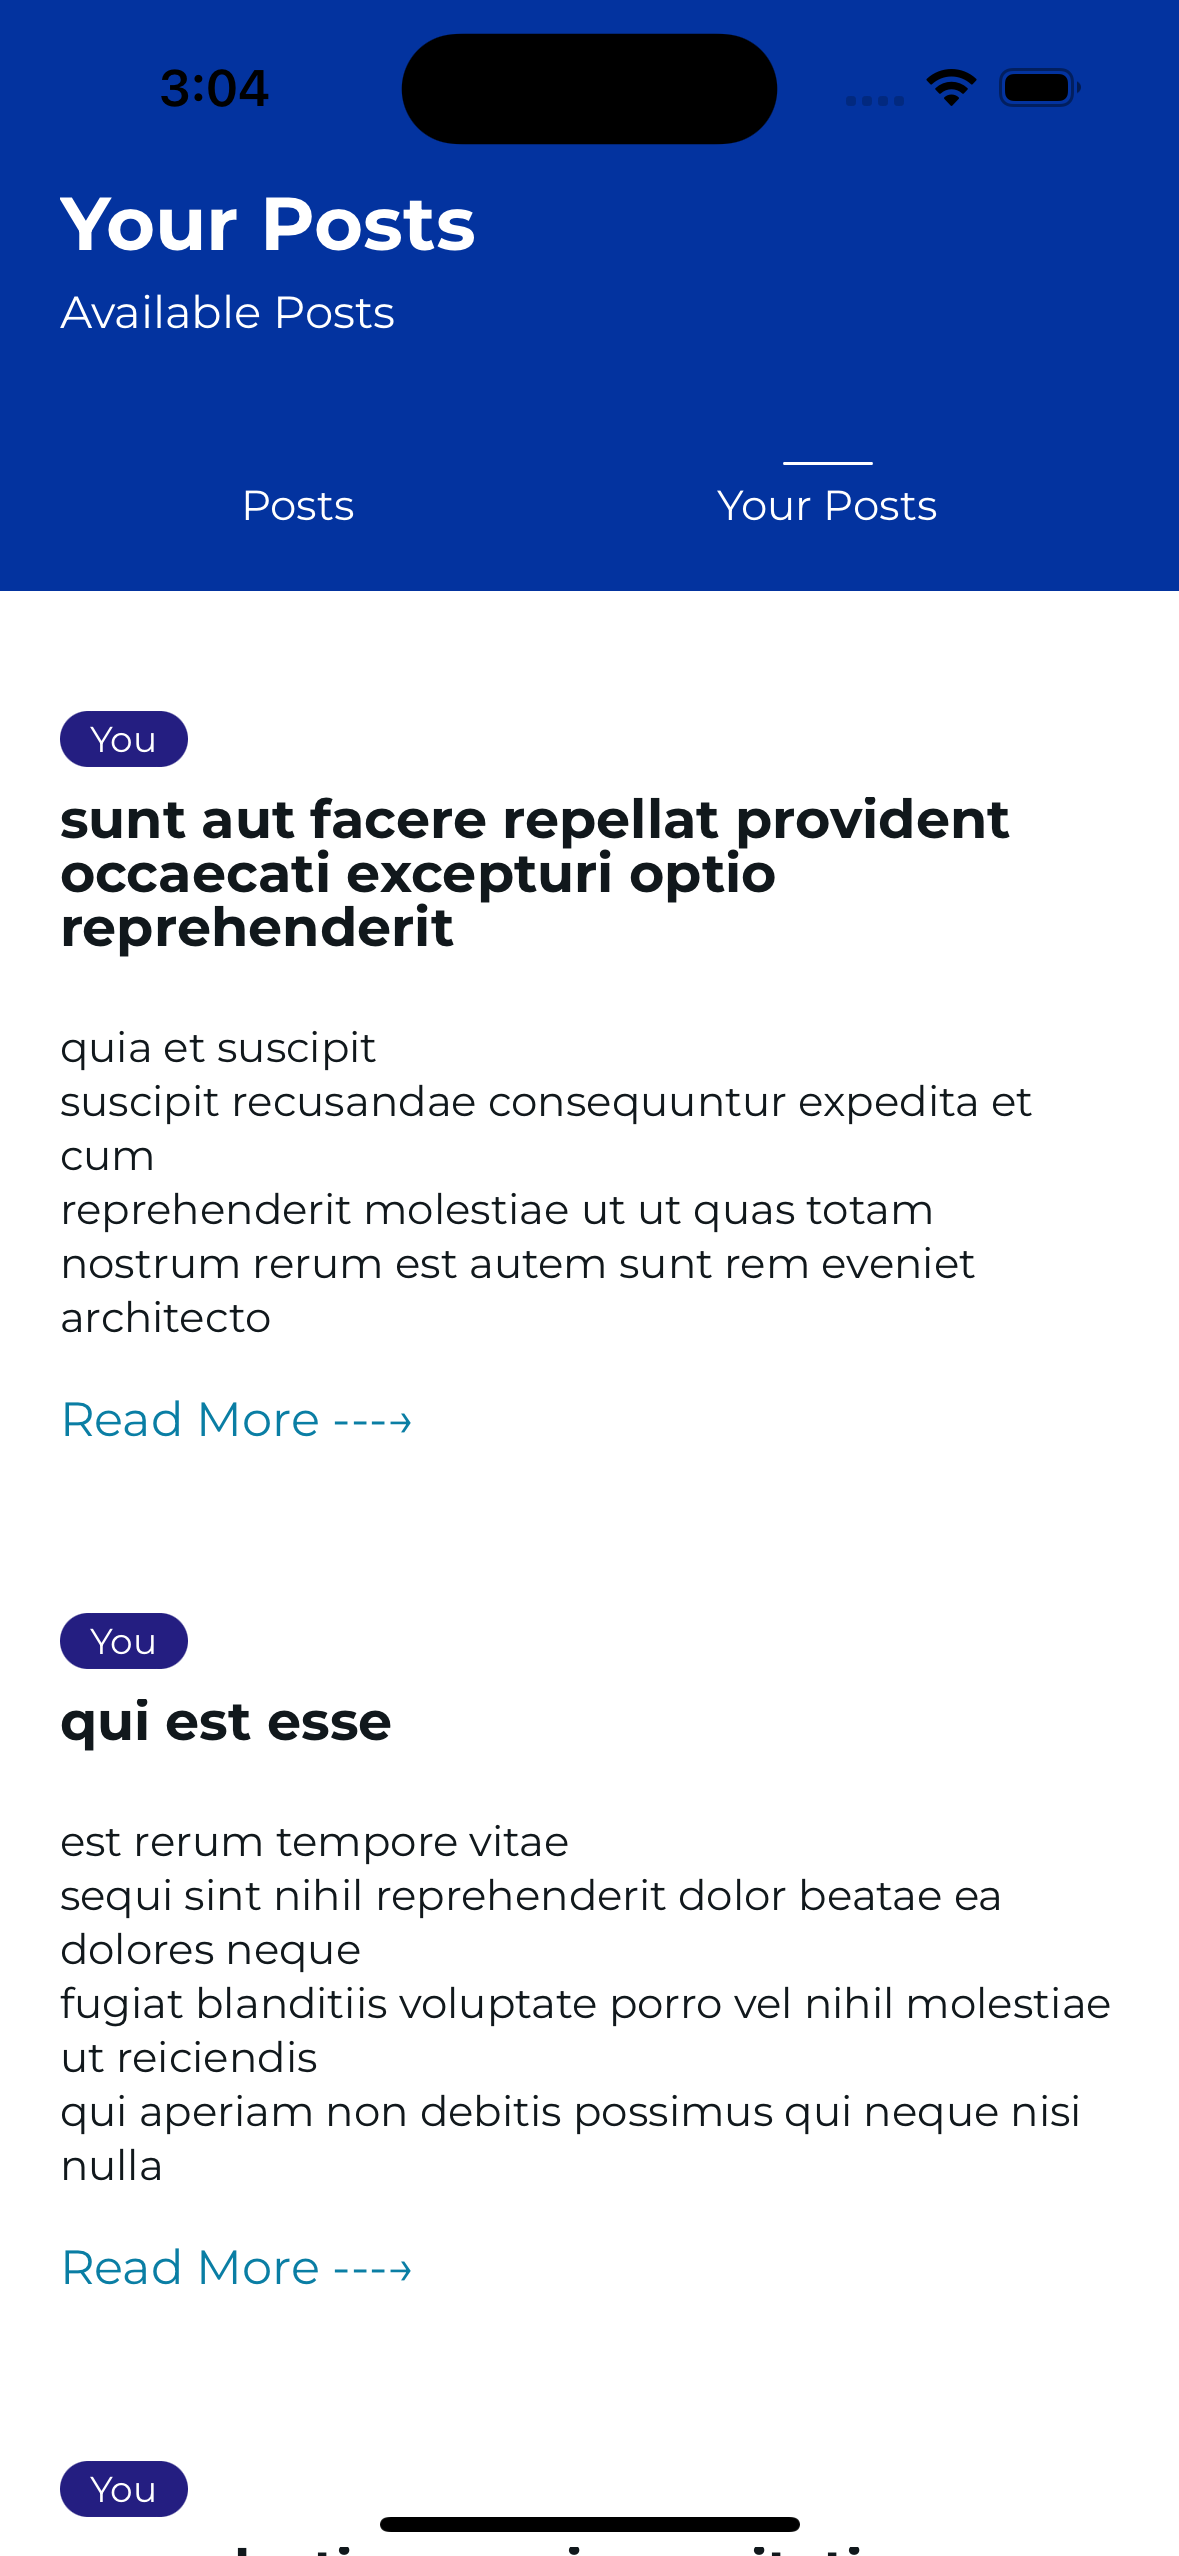 3:04
Your Posts
Available Posts
Posts
Your Posts
You
sunt aut facere repellat provident
occaecati excepturi optio
reprehenderit
quia et suscipit
suscipit recusandae consequuntur expedita et
cum
reprehenderit molestiae ut ut quas totam
nostrum rerum est autem sunt rem eveniet
architecto
Read More ---→
You
qui est esse
est rerum tempore vitae
sequi sint nihil reprehenderit dolor beatae ea
dolores neque
fugiat blanditiis voluptate porro vel nihil molestiae
ut reiciendis
qui aperiam non debitis possimus qui neque nisi
nulla
Read More ---→
You